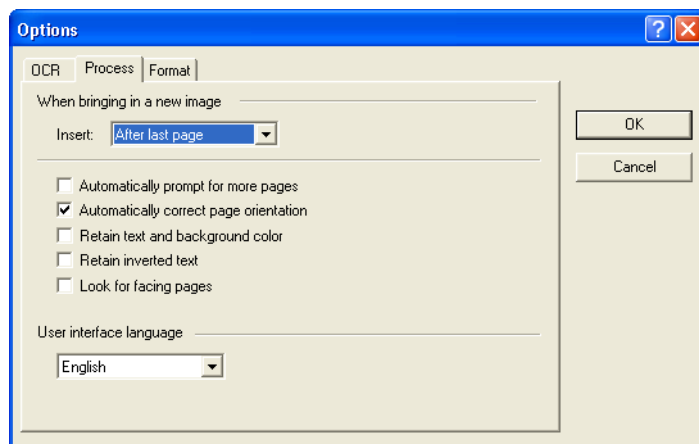 Options
OCR Process Format
When bringing in a new image
Insert: After last page
OK
Cancel
Automatically prompt for more pages
Automatically correct page orientation
Retain text and background color
Retain inverted text
Look for facing pages
User interface language
English